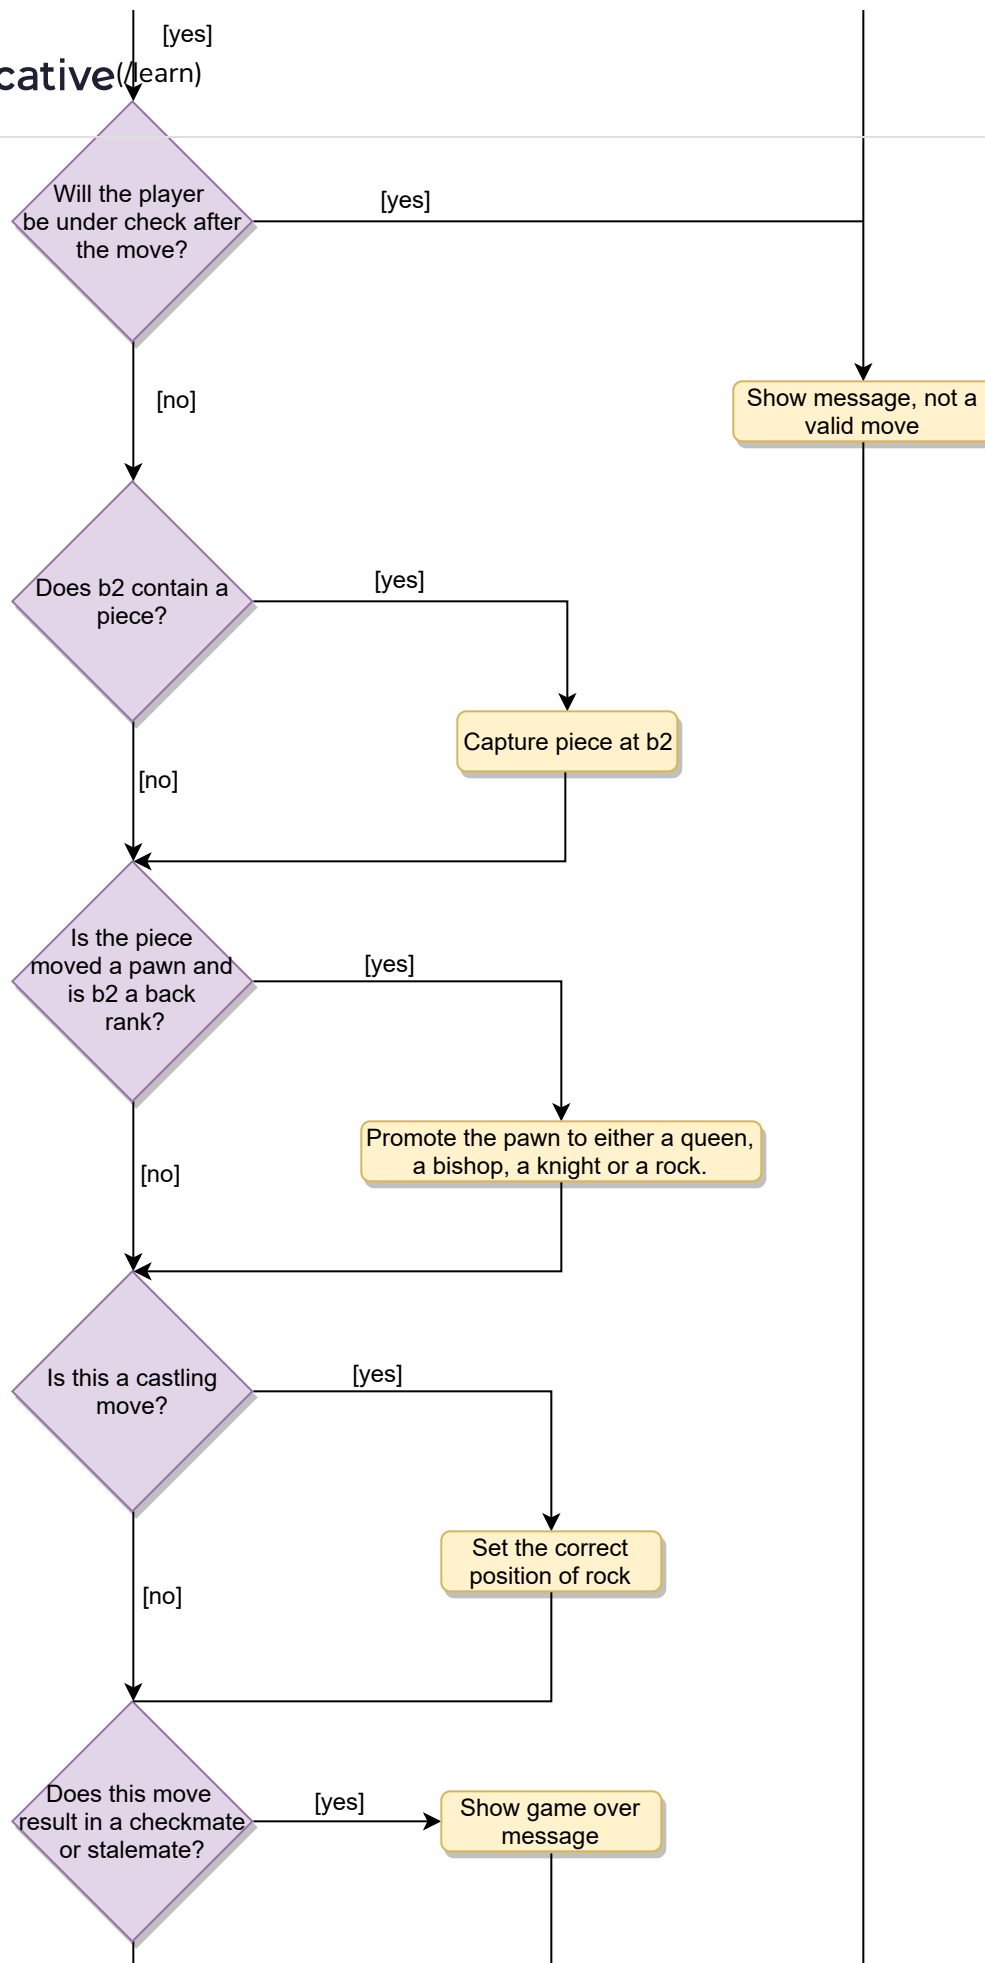 [yes]
cative(/learn)
Will the player
be under check after
the move?
[yes]
[no]
Show message, not a
valid move
Does b2 contain a
piece?
[yes]
Capture piece at b2
[no]
Is the piece
moved a pawn and
is b2 a back
rank?
[yes]
Promote the pawn to either a queen,
a bishop, a knight or a rock.
[no]
Is this a castling
move?
[yes]
Set the correct
position of rock
[no]
Does this move
result in a checkmate
or stalemate?
[yes]
Show game over
message